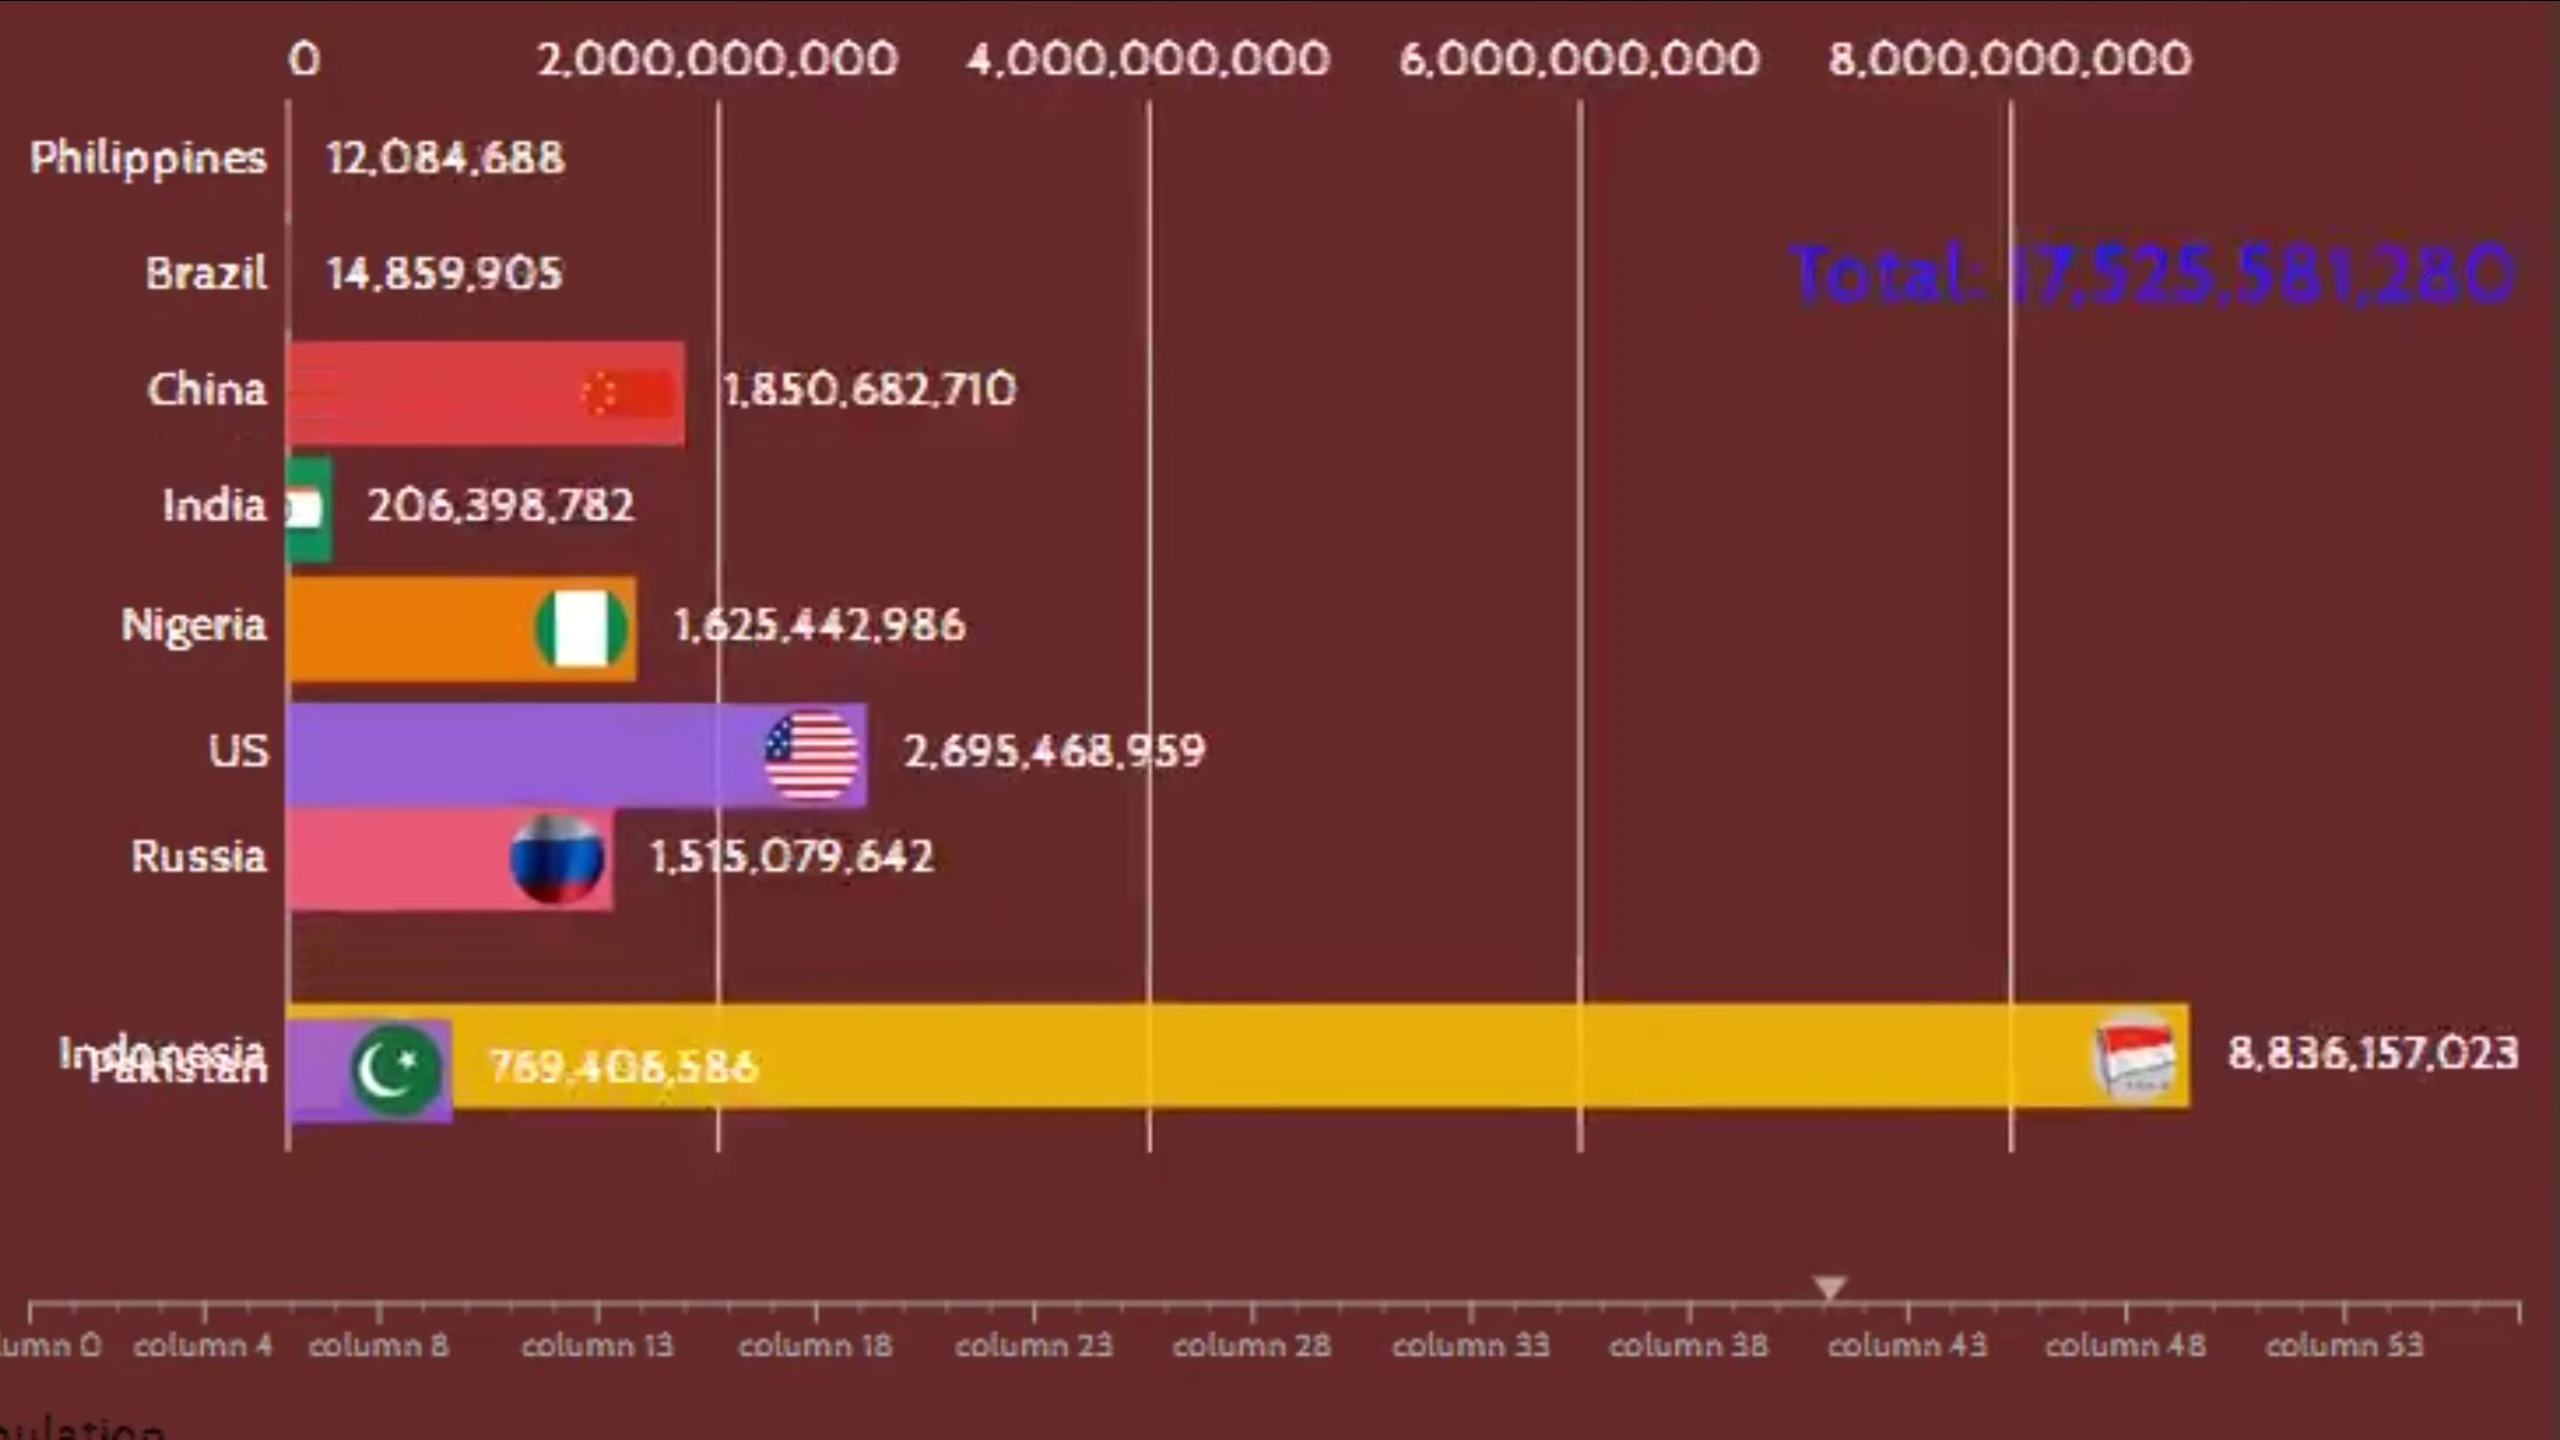 0 2,000,000,000 4,000,000,000 6,000,000,000 8,000,000,000
Philippines 12,084,688
Brazil 14,859,905
Total: 17,525,581,280
China 1,850,682,710
India 206,398,782
Nigeria 1,625,442,986
US 2,695,468,959
Russia 1,515,079,642
Indonesia 8,836,157,023
Pakistan 769,406,586
lumn 0 column 4 column 8 column 13 column 18 column 23 column 28 column 33 column 38 column 43 column 48 column 53
pulation